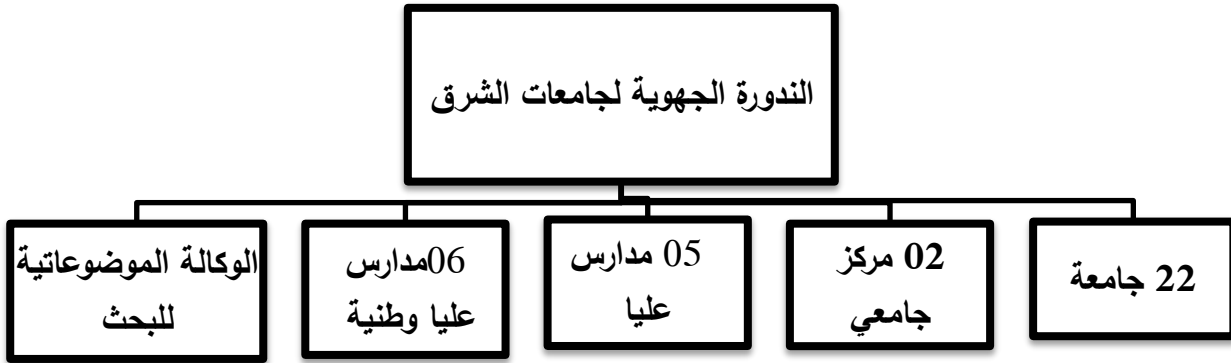 الندورة الجهوية لجامعات الشرق
22 جامعة
02 مركز
جامعي
05 مدارس
عليا
06مدارس
عليا وطنية
الوكالة الموضوعاتية
للبحث